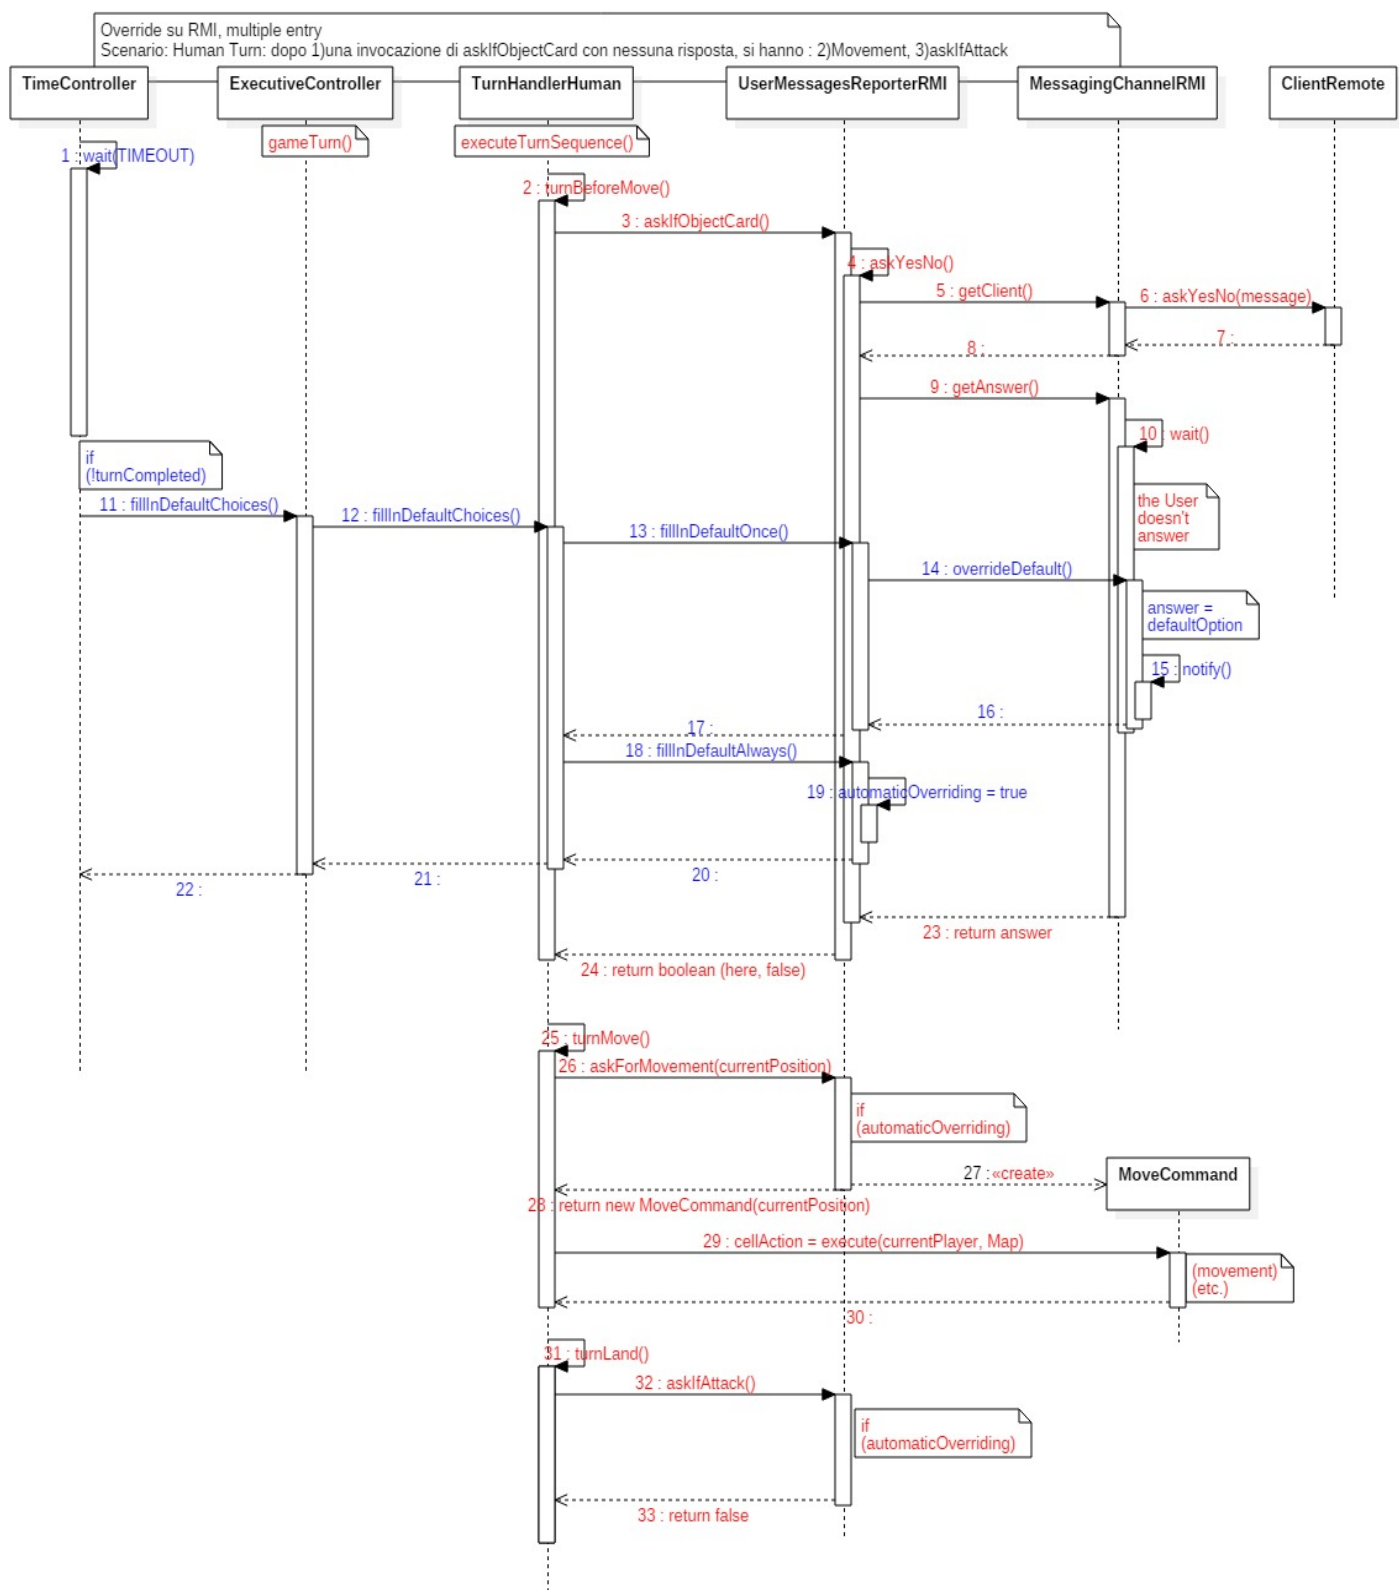 Override su RMI, multiple entry
Scenario: Human Turn: dopo 1)una invocazione di askIfObjectCard con nessuna risposta, si hanno : 2)Movement, 3)askIfAttack
TimeController
ExecutiveController
TurnHandlerHuman
UserMessagesReporterRMI
MessagingChannelRMI
ClientRemote
gameTurn()
executeTurnSequence()
1 : wait(TIMEOUT)
2 : turnBeforeMove()
3 : askIfObjectCard()
4 : askYesNo()
5 : getClient()
6 : askYesNo(message)
7 :
8 :
9 : getAnswer()
10 : wait()
if
(!turnCompleted)
the User
doesn't
answer
11 : fillInDefaultChoices()
12 : fillInDefaultChoices()
13 : fillInDefaultOnce()
14 : overrideDefault()
answer =
defaultOption
15 : notify()
16 :
17 :
18 : fillInDefaultAlways()
19 : automaticOverriding = true
20 :
21 :
22 :
23 : return answer
24 : return boolean (here, false)
25 : turnMove()
26 : askForMovement(currentPosition)
if
(automaticOverriding)
27 : «create»
MoveCommand
28 : return new MoveCommand(currentPosition)
29 : cellAction = execute(currentPlayer, Map)
(movement)
(etc.)
30 :
31 : turnLand()
32 : askIfAttack()
if
(automaticOverriding)
33 : return false